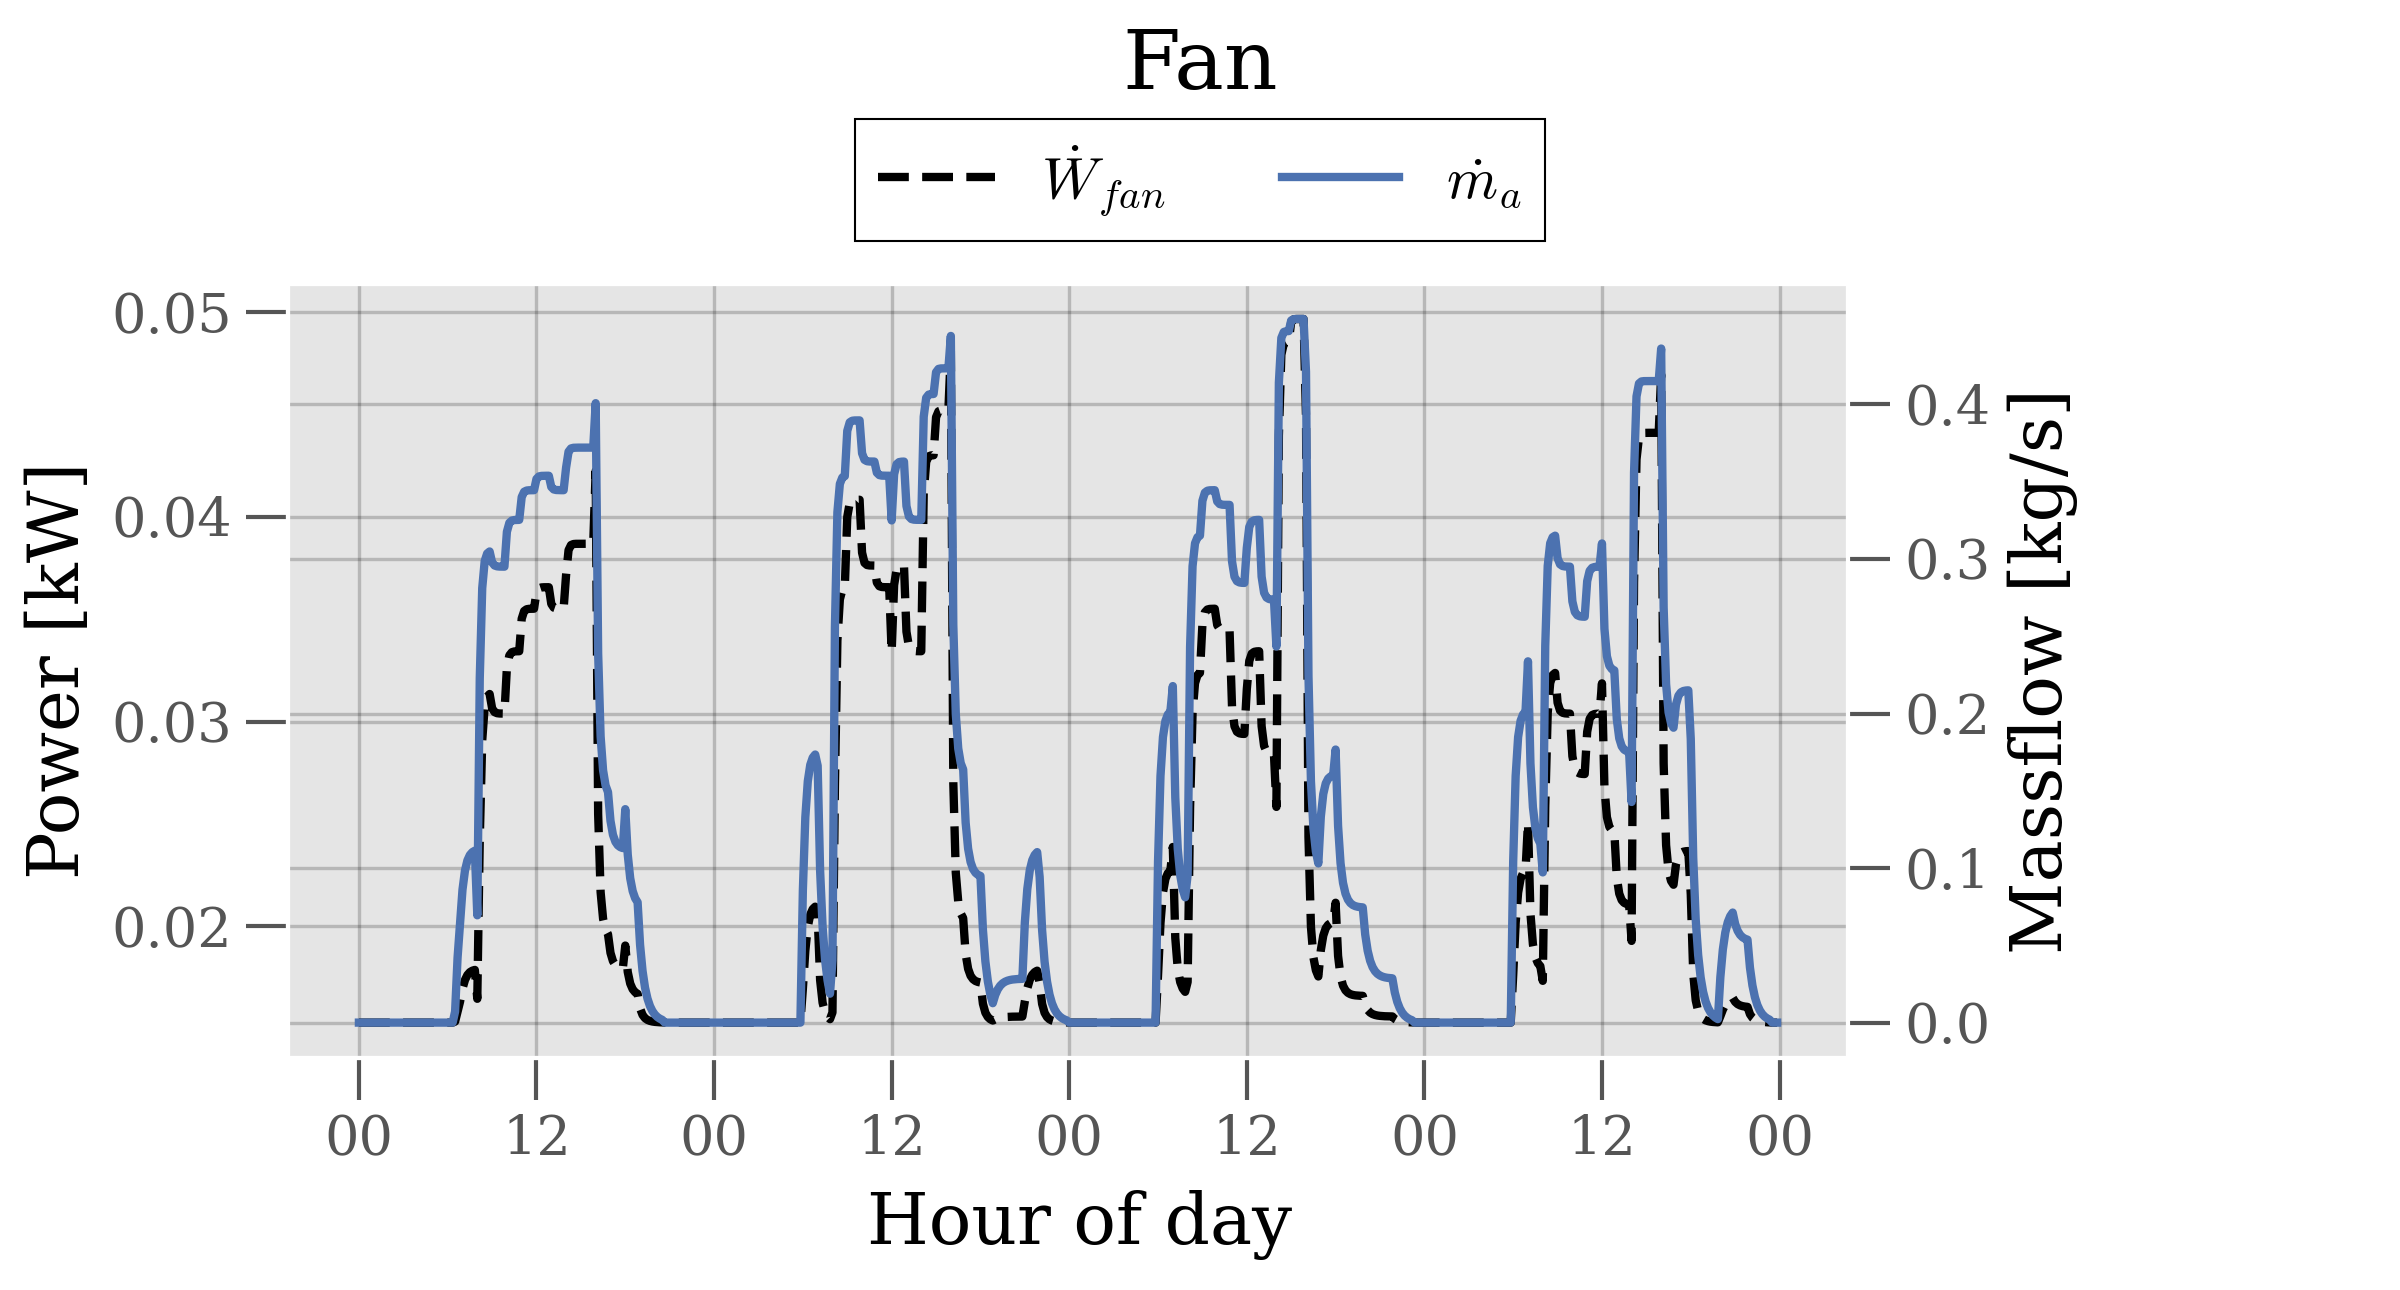 Fan
Ẇ_fan ṁ_a
Power [kW]
0.05
0.04
0.03
0.02
0.4
0.3
0.2
0.1
0.0
Massflow [kg/s]
00 12 00 12 00 12 00 12 00
Hour of day